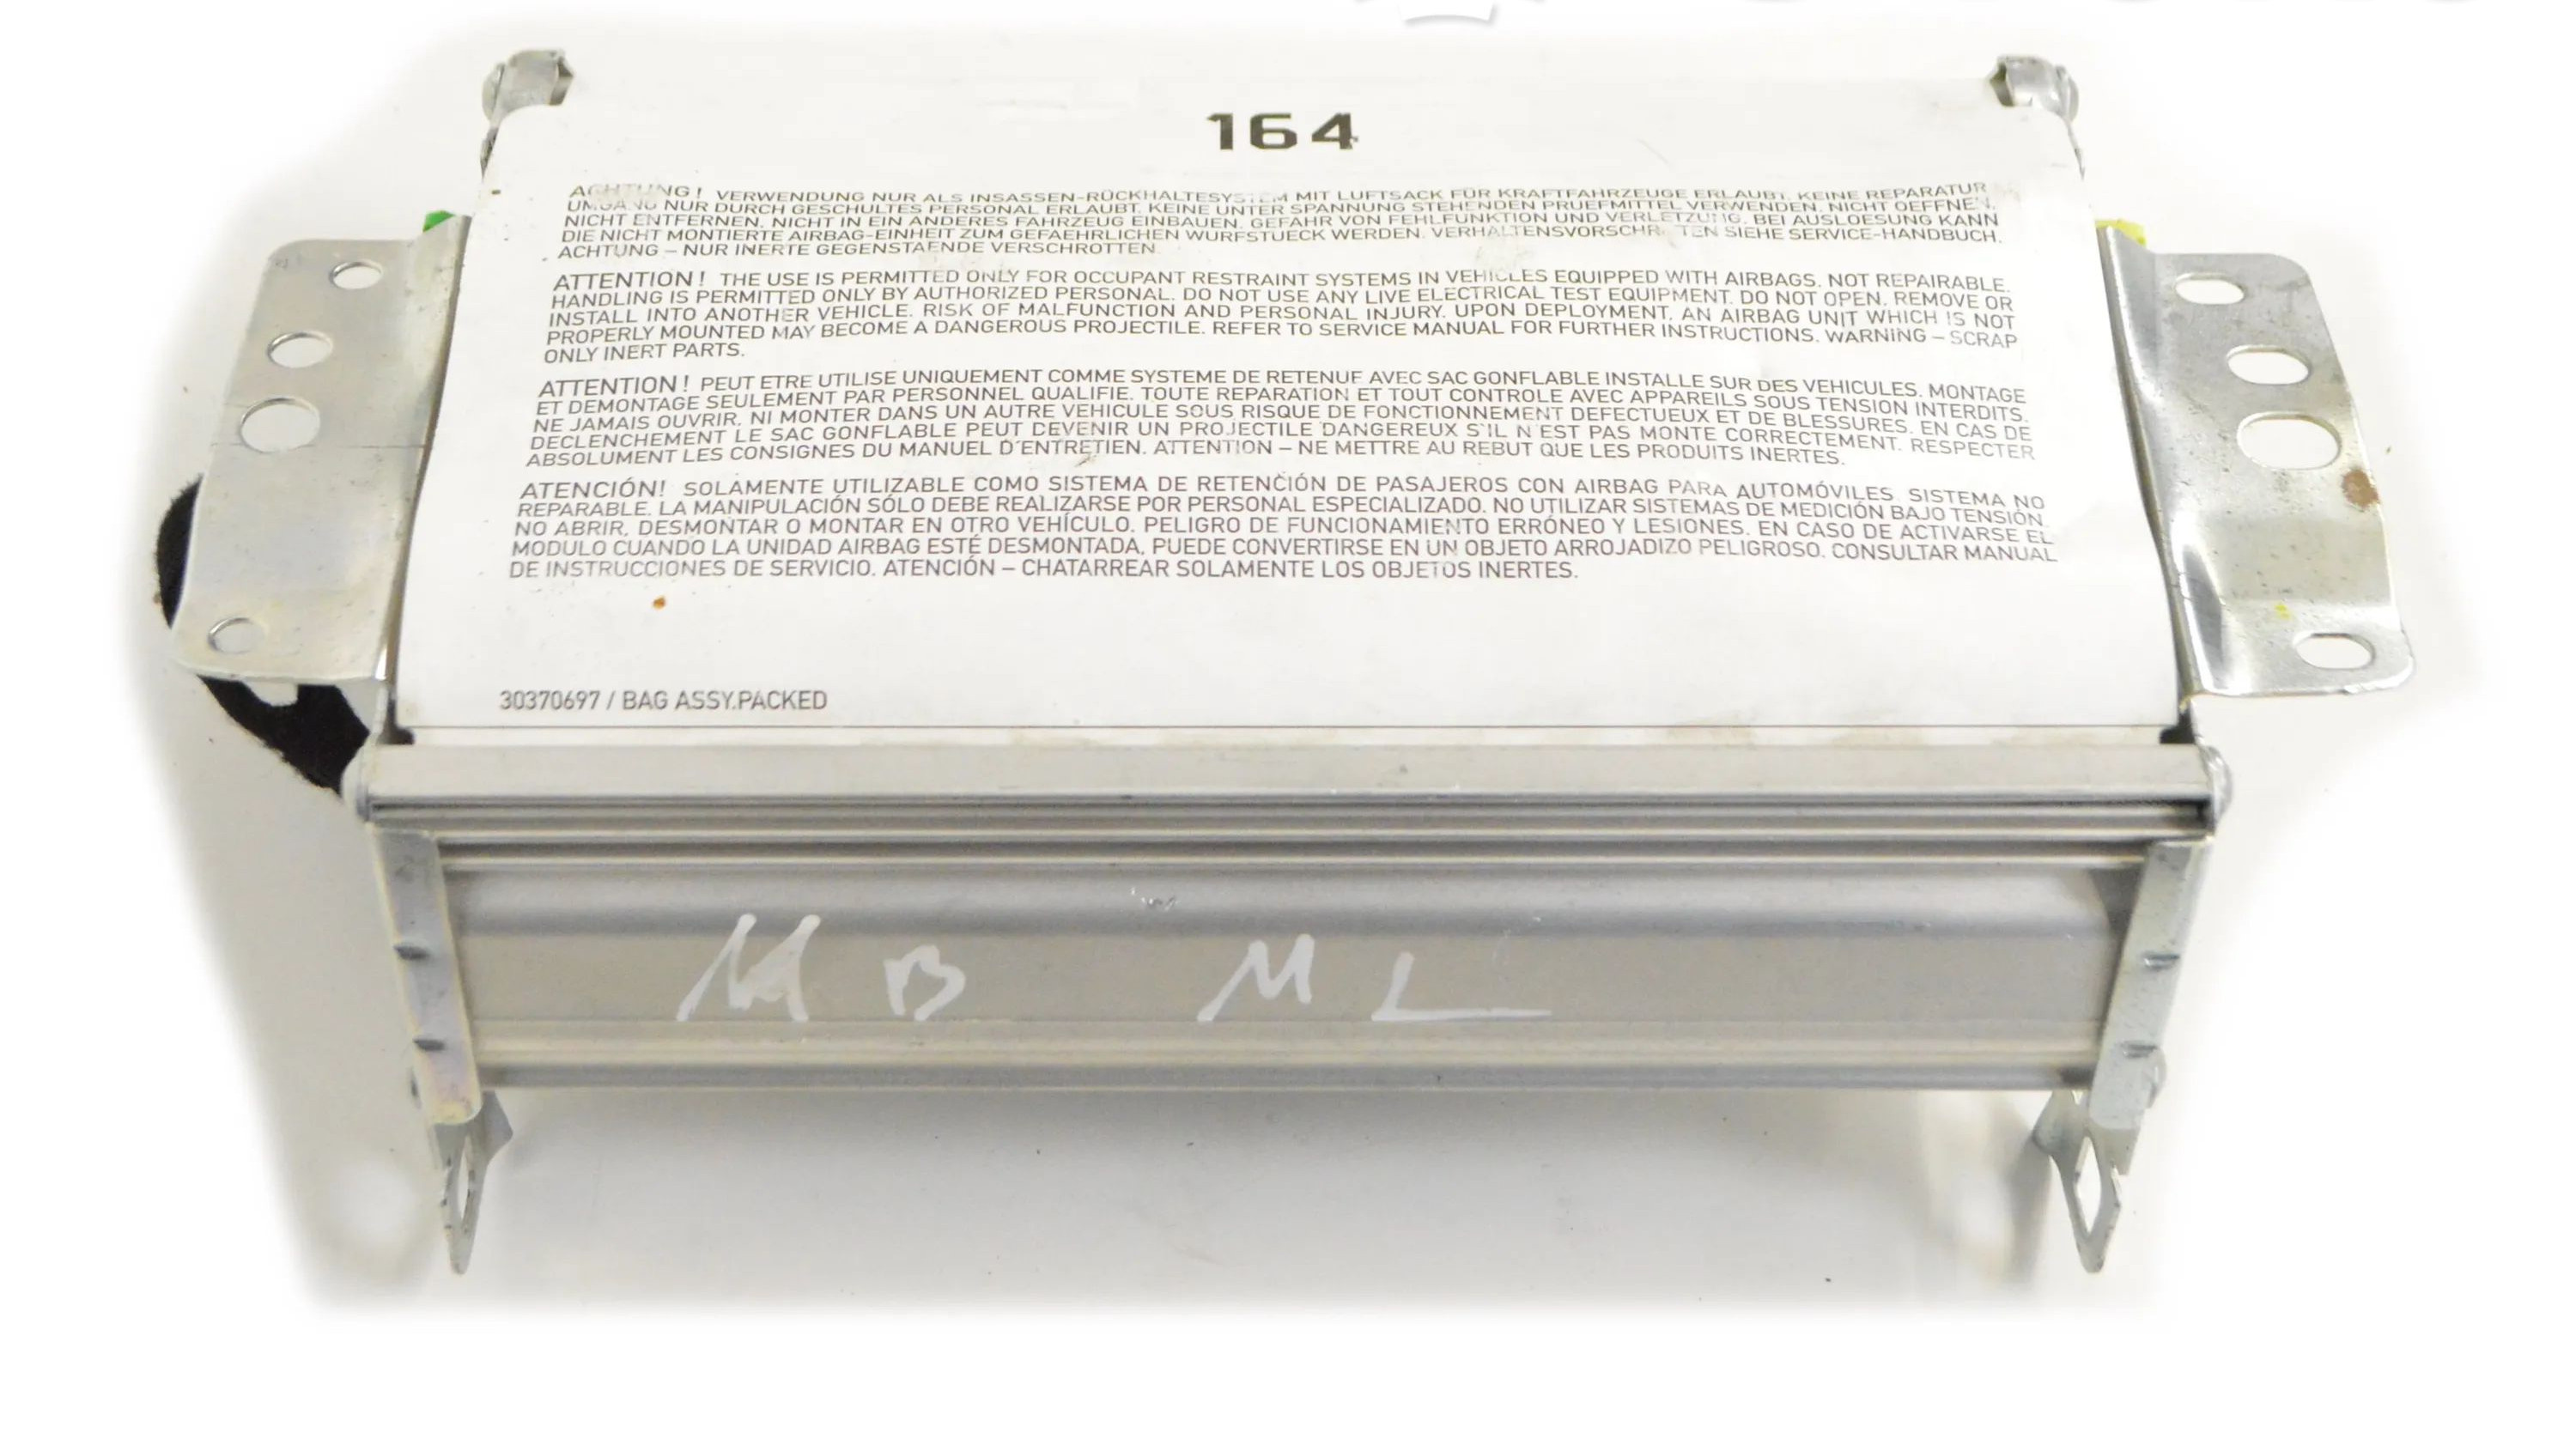 164
ACHTUNG! VERWENDUNG NUR ALS INSASSEN-RÜCKHALTESYSTEM MIT LUFTSACK FÜR KRAFTFAHRZEUGE ERLAUBT. KEINE REPARATUR
UMGANG NUR DURCH GESCHULTES PERSONAL ERLAUBT. KEINE UNTER SPANNUNG STEHENDEN PRUEFMITTEL VERWENDEN. NICHT OEFFNEN,
NICHT ENTFERNEN. NICHT IN EIN ANDERES FAHRZEUG EINBAUEN. GEFAHR VON FEHLFUNKTION UND VERLETZUNG. BEI AUSLOESUNG KANN
DIE NICHT MONTIERTE AIRBAG-EINHEIT ZUM GEFAEHRLICHEN WURFSTUECK WERDEN. VERHALTENSVORSCHRIFTEN SIEHE SERVICE-HANDBUCH.
ACHTUNG – NUR INERTE GEGENSTAENDE VERSCHROTTEN
ATTENTION! THE USE IS PERMITTED ONLY FOR OCCUPANT RESTRAINT SYSTEMS IN VEHICLES EQUIPPED WITH AIRBAGS. NOT REPAIRABLE.
HANDLING IS PERMITTED ONLY BY AUTHORIZED PERSONAL. DO NOT USE ANY LIVE ELECTRICAL TEST EQUIPMENT. DO NOT OPEN. REMOVE OR
INSTALL INTO ANOTHER VEHICLE. RISK OF MALFUNCTION AND PERSONAL INJURY. UPON DEPLOYMENT, AN AIRBAG UNIT WHICH IS NOT
PROPERLY MOUNTED MAY BECOME A DANGEROUS PROJECTILE. REFER TO SERVICE MANUAL FOR FURTHER INSTRUCTIONS. WARNING – SCRAP
ONLY INERT PARTS.
ATTENTION! PEUT ETRE UTILISE UNIQUEMENT COMME SYSTEME DE RETENUE AVEC SAC GONFLABLE INSTALLE SUR DES VEHICULES. MONTAGE
ET DEMONTAGE SEULEMENT PAR PERSONNEL QUALIFIE. TOUTE REPARATION ET TOUT CONTROLE AVEC APPAREILS SOUS TENSION INTERDITS.
NE JAMAIS OUVRIR, NI MONTER DANS UN AUTRE VEHICULE SOUS RISQUE DE FONCTIONNEMENT DEFECTUEUX ET DE BLESSURES. EN CAS DE
DECLENCHEMENT LE SAC GONFLABLE PEUT DEVENIR UN PROJECTILE DANGEREUX S'IL N'EST PAS MONTE CORRECTEMENT. RESPECTER
ABSOLUMENT LES CONSIGNES DU MANUEL D'ENTRETIEN. ATTENTION – NE METTRE AU REBUT QUE LES PRODUITS INERTES.
ATENCIÓN! SOLAMENTE UTILIZABLE COMO SISTEMA DE RETENCIÓN DE PASAJEROS CON AIRBAG PARA AUTOMÓVILES. SISTEMA NO
REPARABLE. LA MANIPULACIÓN SÓLO DEBE REALIZARSE POR PERSONAL ESPECIALIZADO. NO UTILIZAR SISTEMAS DE MEDICIÓN BAJO TENSIÓN.
NO ABRIR, DESMONTAR O MONTAR EN OTRO VEHÍCULO. PELIGRO DE FUNCIONAMIENTO ERRÓNEO Y LESIONES. EN CASO DE ACTIVARSE EL
MODULO CUANDO LA UNIDAD AIRBAG ESTÉ DESMONTADA, PUEDE CONVERTIRSE EN UN OBJETO ARROJADIZO PELIGROSO. CONSULTAR MANUAL
DE INSTRUCCIONES DE SERVICIO. ATENCIÓN – CHATARREAR SOLAMENTE LOS OBJETOS INERTES.
30370697 / BAG ASSY.PACKED
MB ML